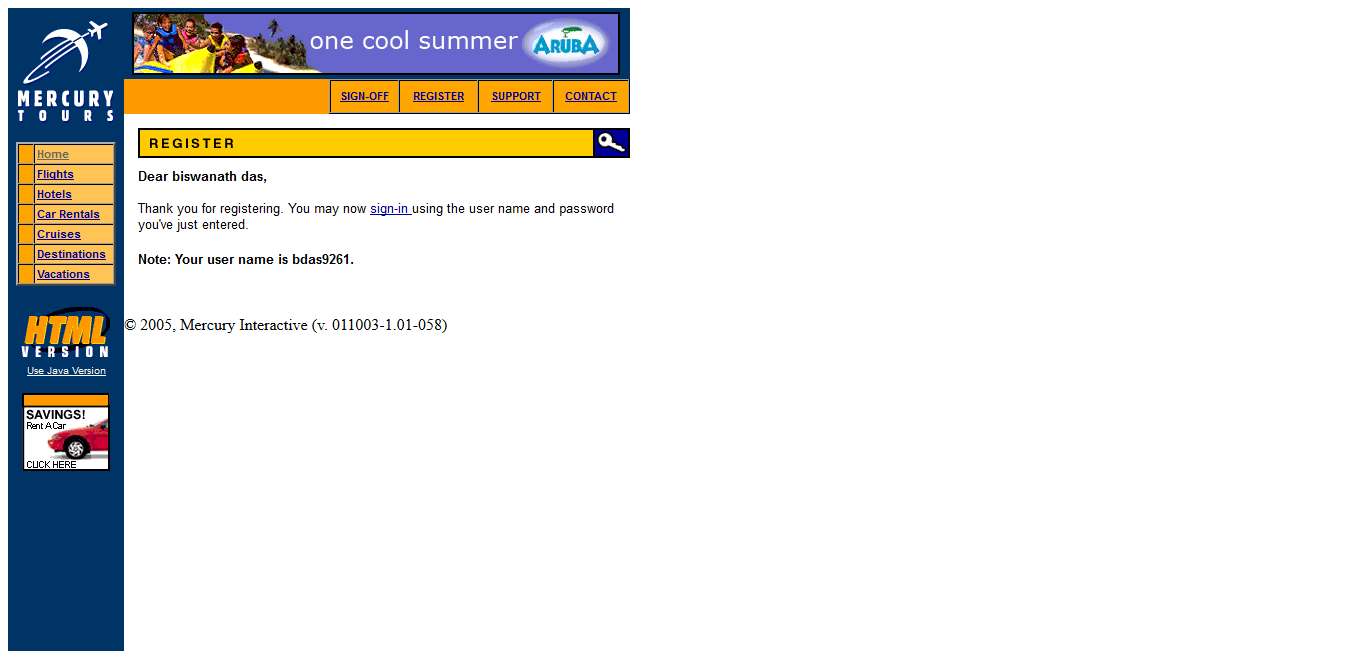 one cool summer ARUBA
MERCURY
TOURS
SIGN-OFF REGISTER SUPPORT CONTACT
Home
Flights
Hotels
Car Rentals
Cruises
Destinations
Vacations
HTML
VERSION
Use Java Version
SAVINGS!
Rent A Car
CLICK HERE
REGISTER
Dear biswanath das,
Thank you for registering. You may now sign-in using the user name and password
you've just entered.
Note: Your user name is bdas9261.
© 2005, Mercury Interactive (v. 011003-1.01-058)